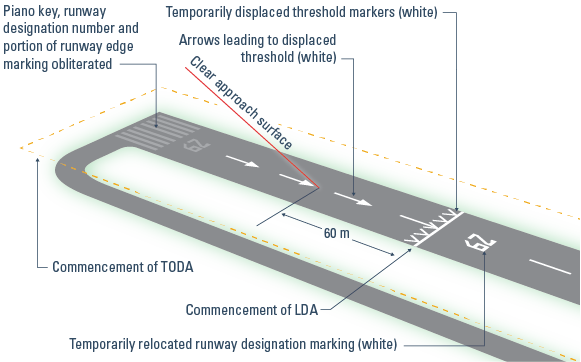 Piano key, runway
designation number and
portion of runway edge
marking obliterated
Temporarily displaced threshold markers (white)
Arrows leading to displaced
threshold (white)
Clear approach surface
62
60 m
62
Commencement of TODA
Commencement of LDA
Temporarily relocated runway designation marking (white)